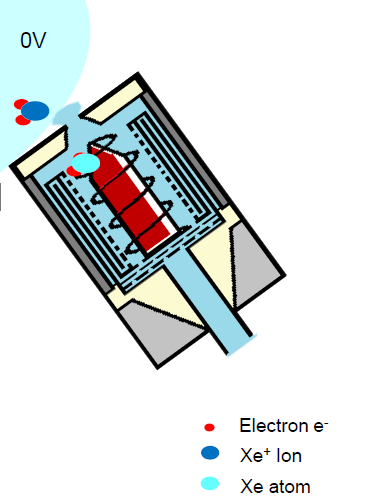 0V
Electron e⁻
Xe⁺ Ion
Xe atom